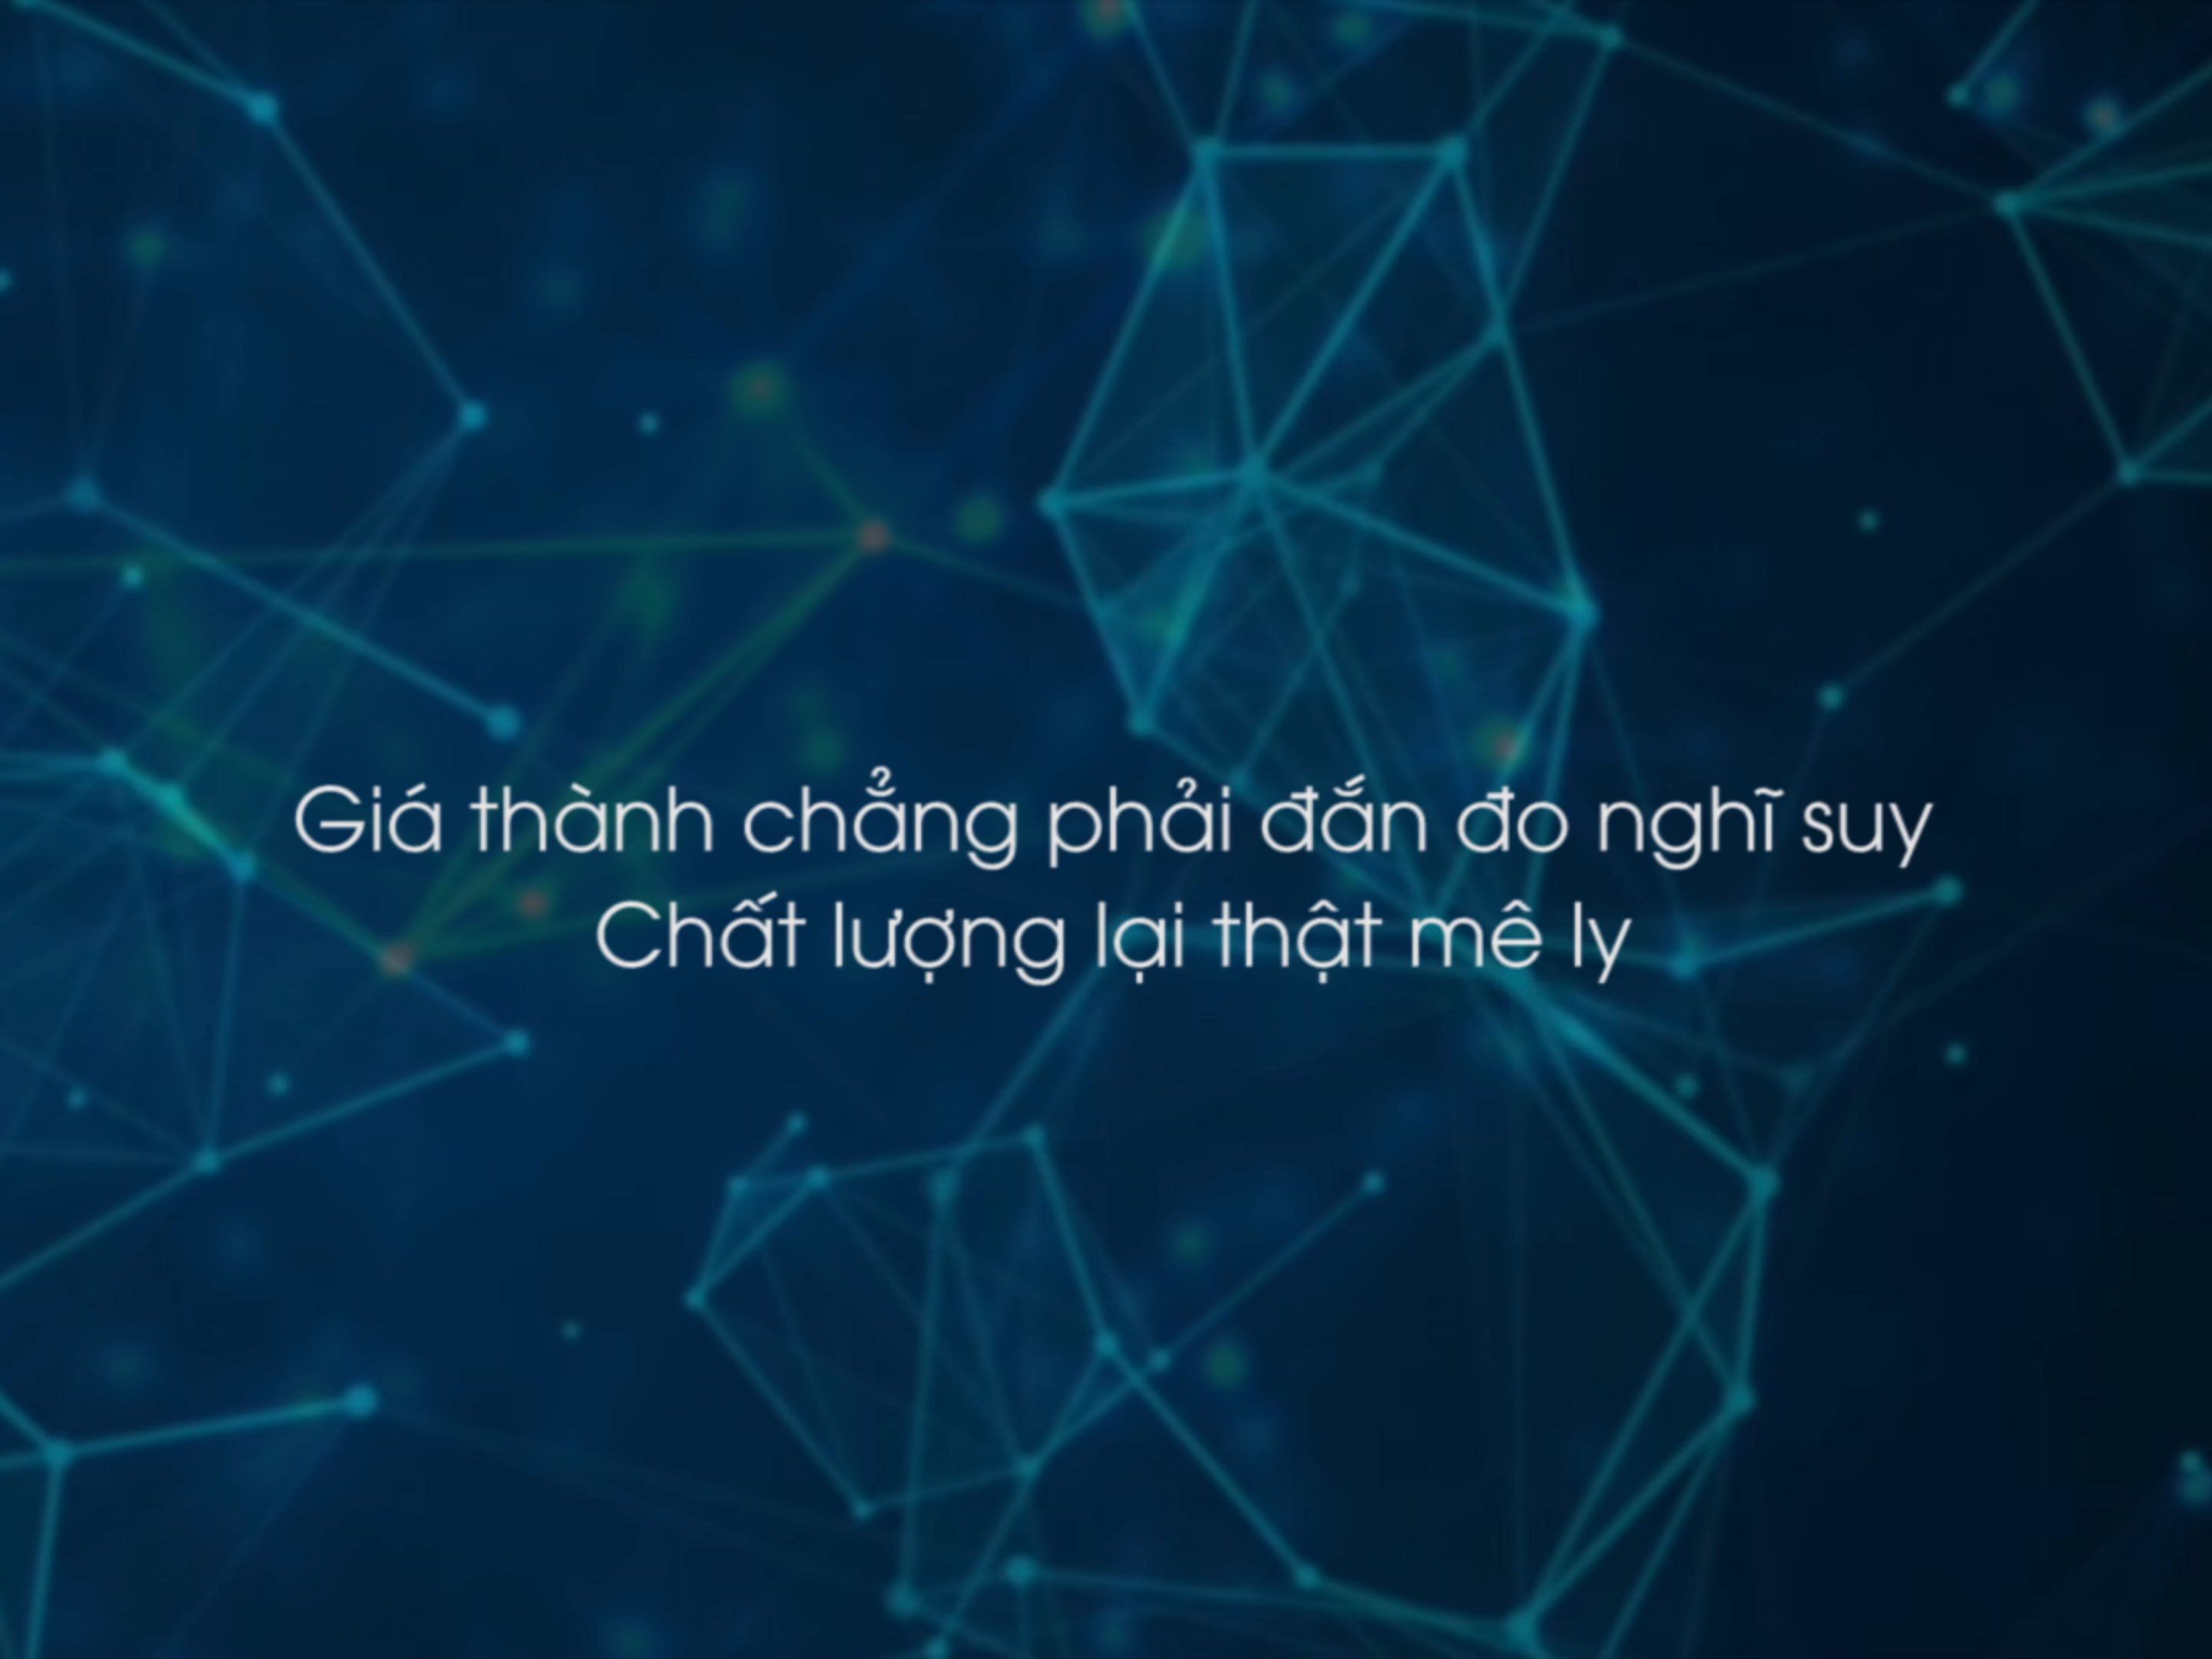 Giá thành chẳng phải đắn đo nghĩ suy
Chất lượng lại thật mê ly